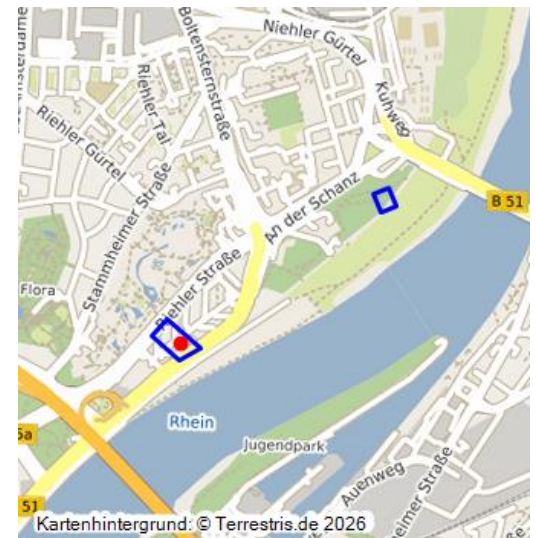 Niehler Gürtel
Boltensternstraße
Riehler Tal
Kuhweg
Riehler Gürtel
Stammheimer Straße
An der Schanz
B 51
Flora
Riehler Straße
Rhein
Jugendpark
5a
Auenweg
51
Kartenhintergrund: © Terrestris.de 2026